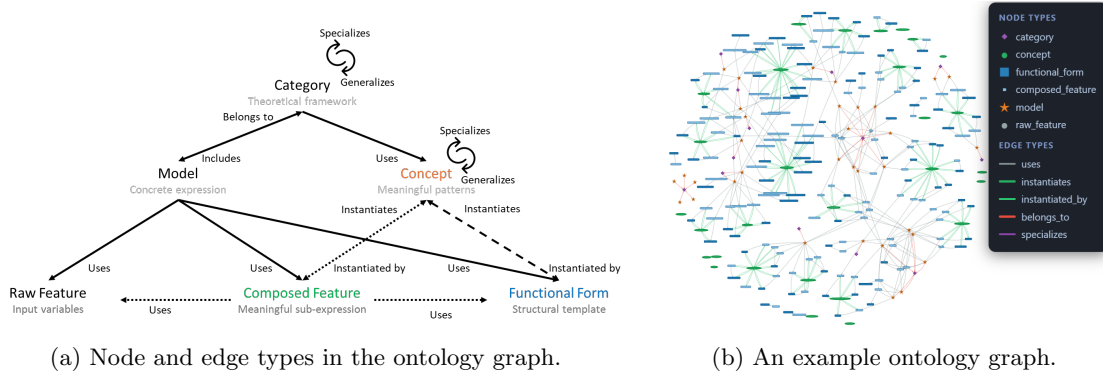 Specializes
Generalizes
Category
Theoretical framework
Belongs to
Includes
Uses
Specializes
Generalizes
Model
Concrete expression
Concept
Meaningful patterns
Instantiates
Instantiates
Uses
Uses
Instantiated by
Uses
Instantiated by
Raw Feature
Input variables
Uses
Composed Feature
Meaningful sub-expression
Uses
Functional Form
Structural template
(a) Node and edge types in the ontology graph.
NODE TYPES
category
concept
functional_form
composed_feature
model
raw_feature
EDGE TYPES
uses
instantiates
instantiated_by
belongs_to
specializes
(b) An example ontology graph.